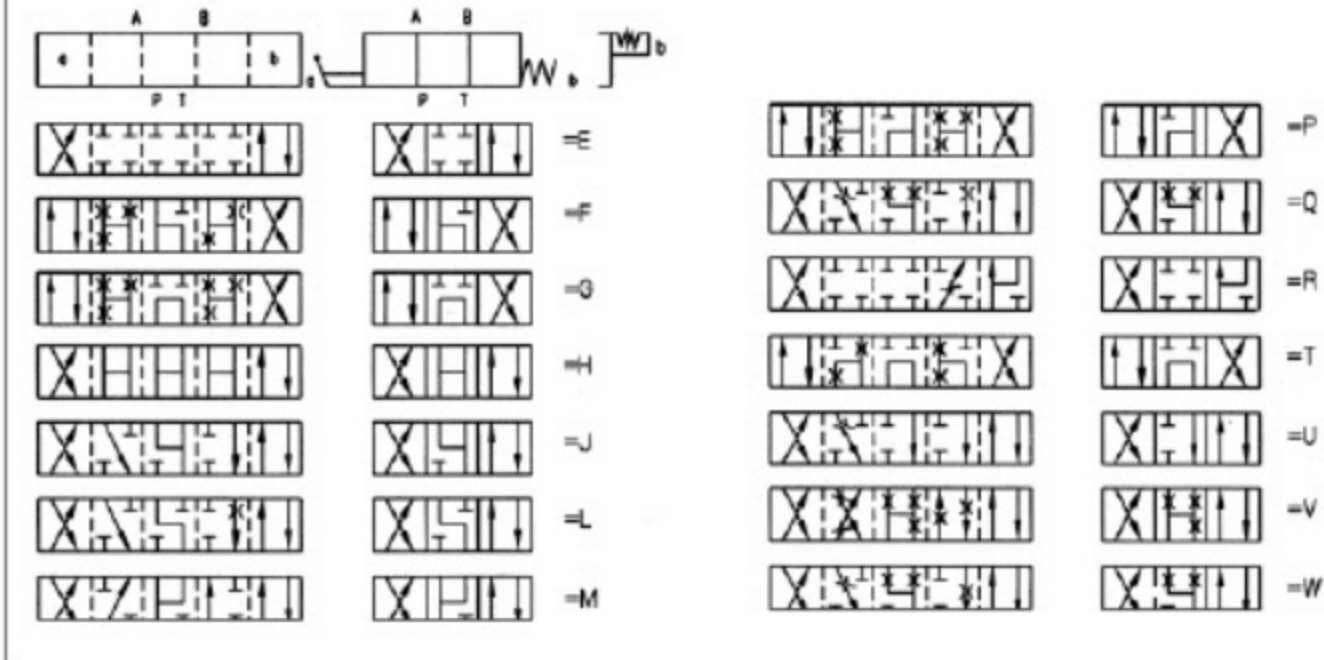 A B A B
a b a b b
P T P T
=E
=F
=G
=H
=J
=L
=M
=P
=Q
=R
=T
=U
=V
=W